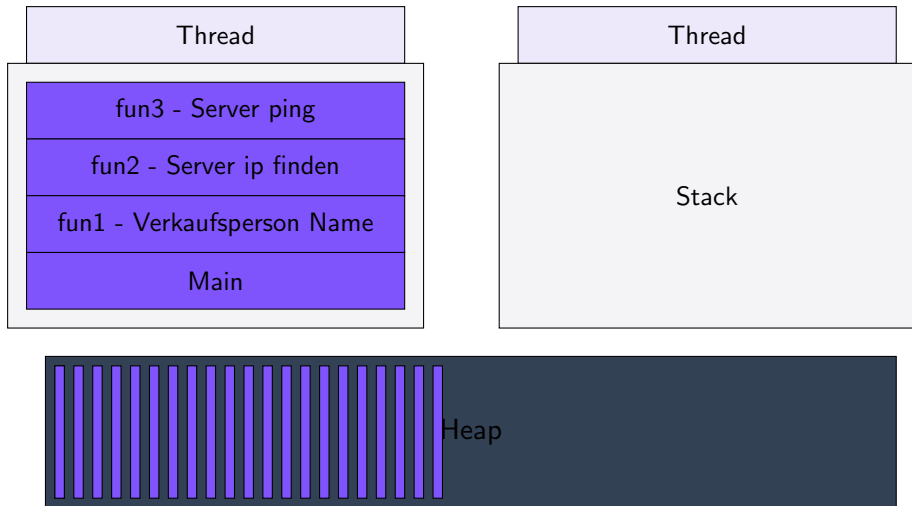 Thread
Thread
fun3 - Server ping
fun2 - Server ip finden
fun1 - Verkaufsperson Name
Main
Stack
Heap